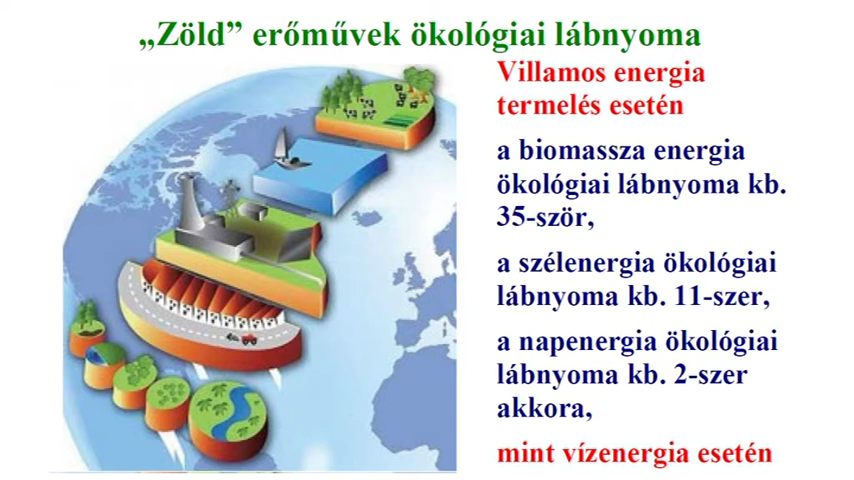 „Zöld” erőművek ökológiai lábnyoma
Villamos energia
termelés esetén
a biomassza energia
ökológiai lábnyoma kb.
35-ször,
a szélenergia ökológiai
lábnyoma kb. 11-szer,
a napenergia ökológiai
lábnyoma kb. 2-szer
akkora,
mint vízenergia esetén